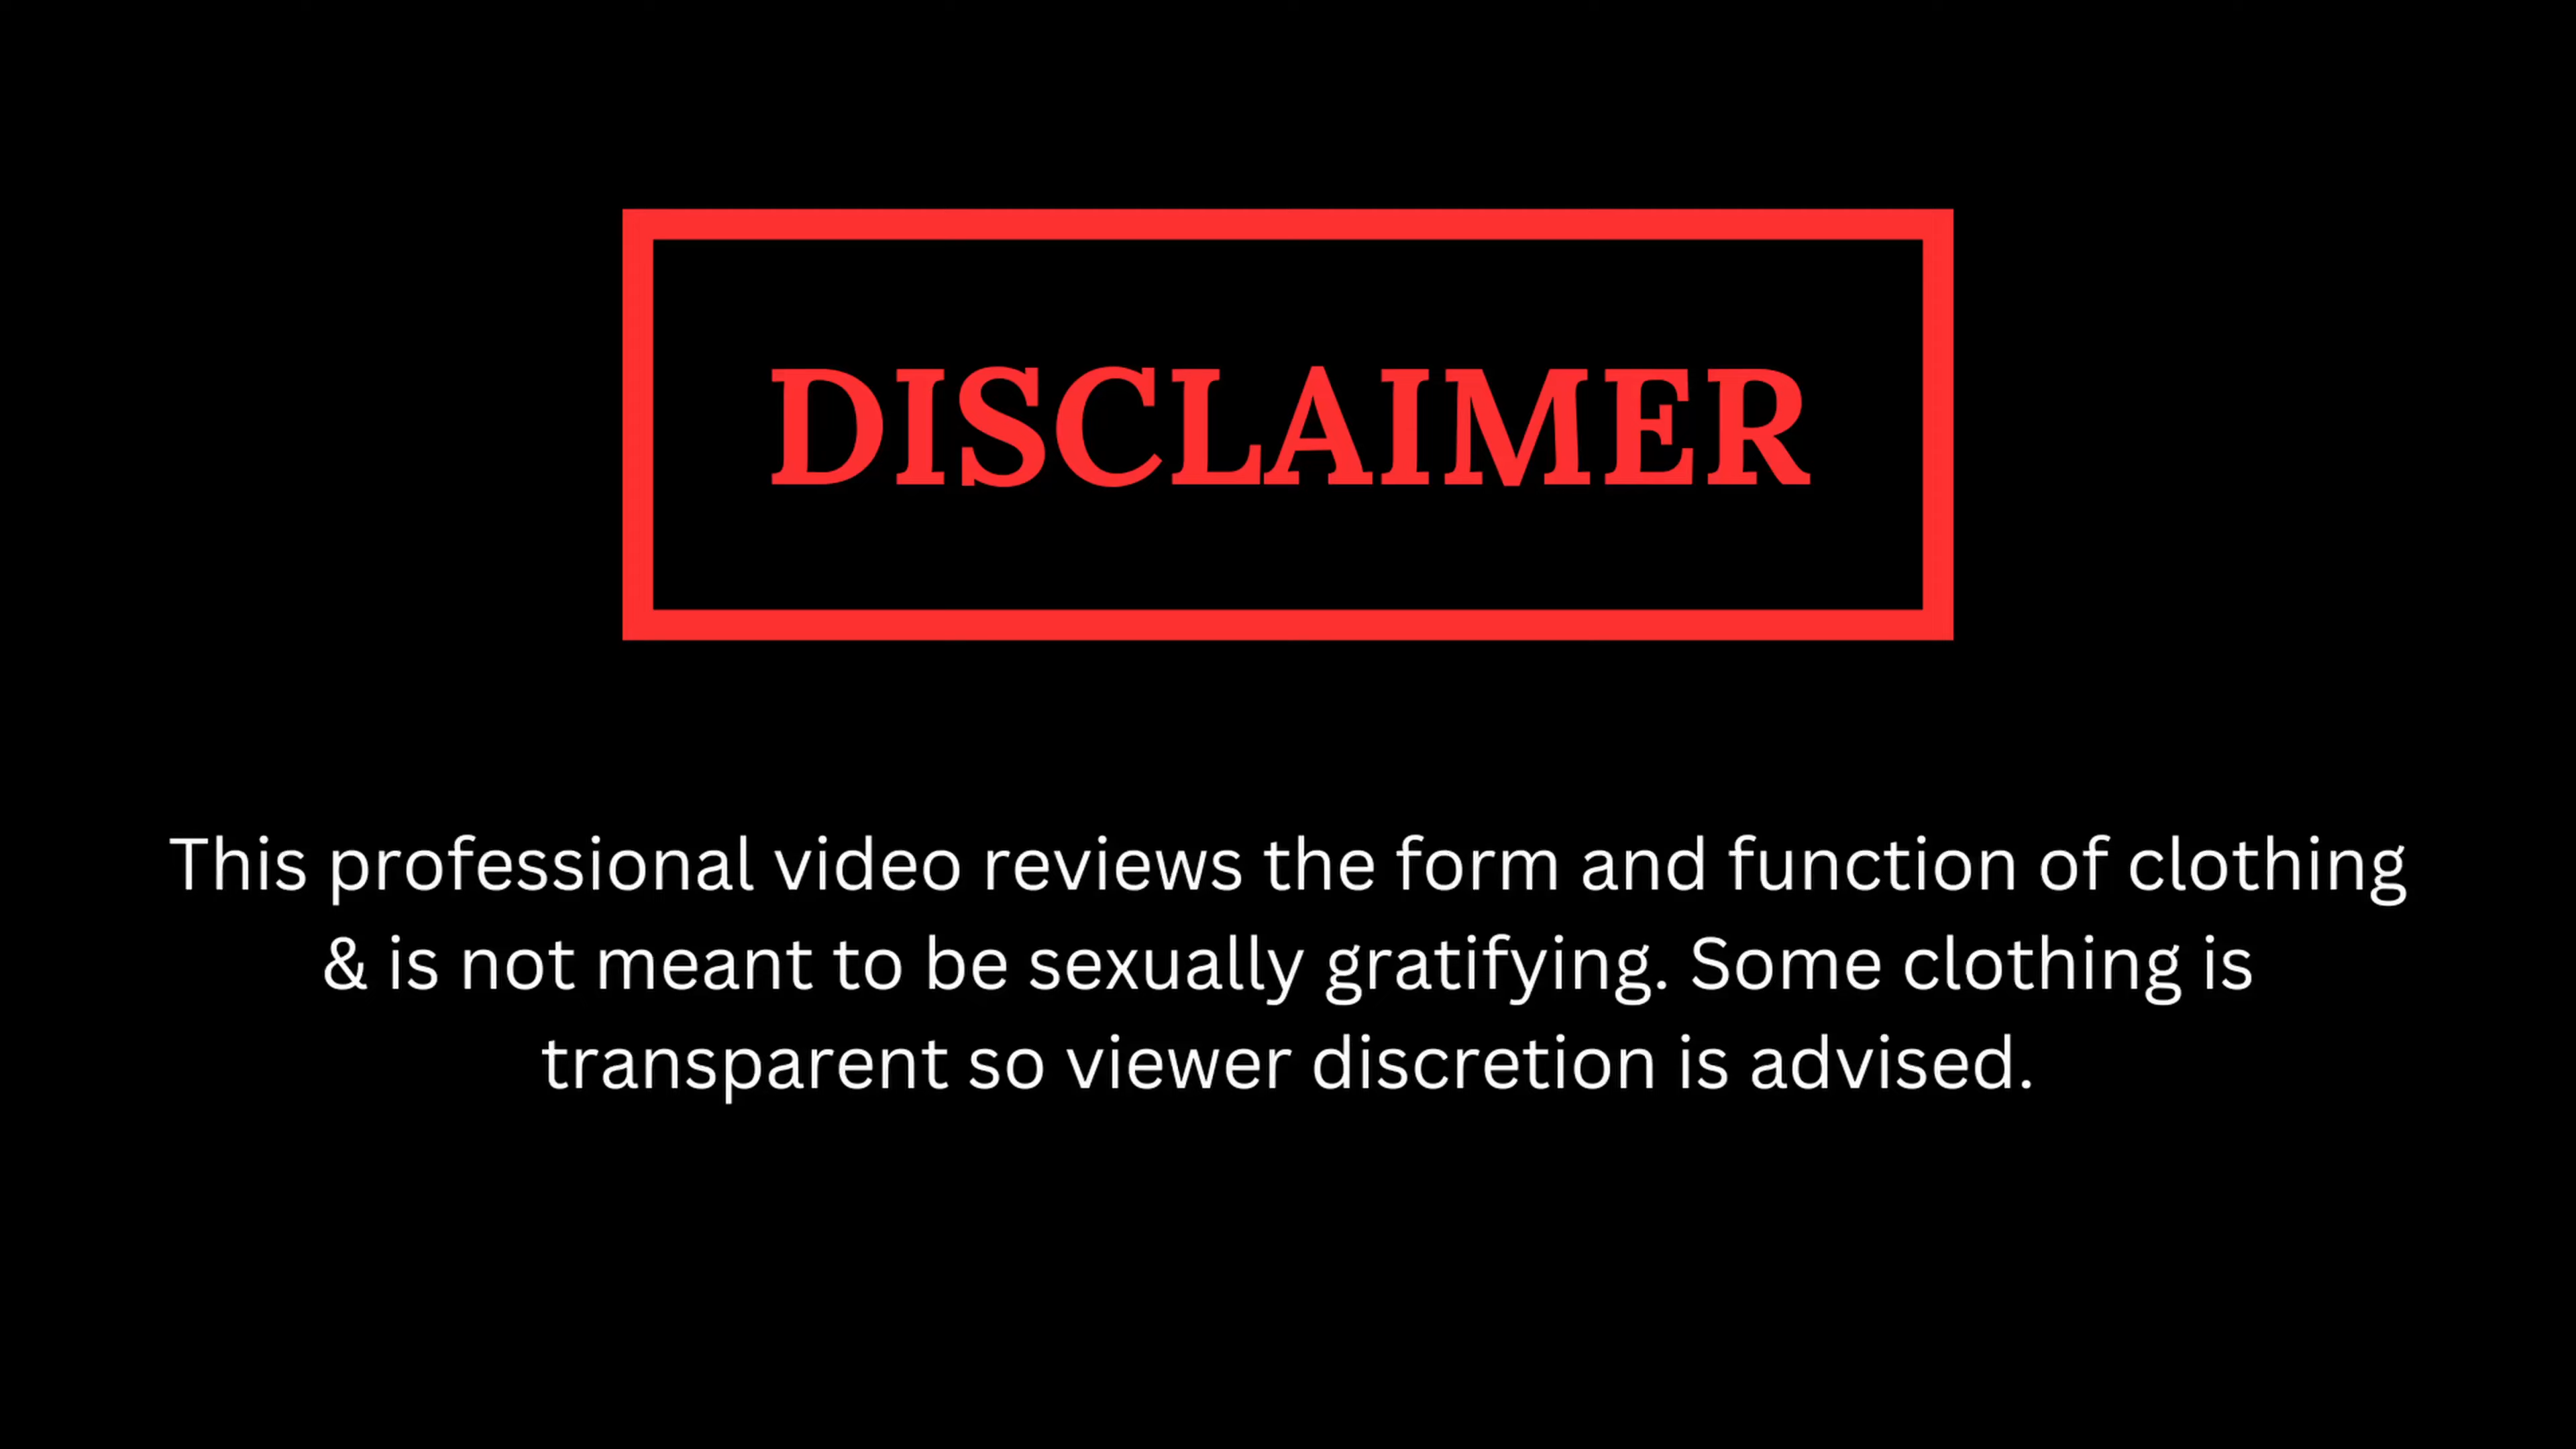 DISCLAIMER
This professional video reviews the form and function of clothing
& is not meant to be sexually gratifying. Some clothing is
transparent so viewer discretion is advised.